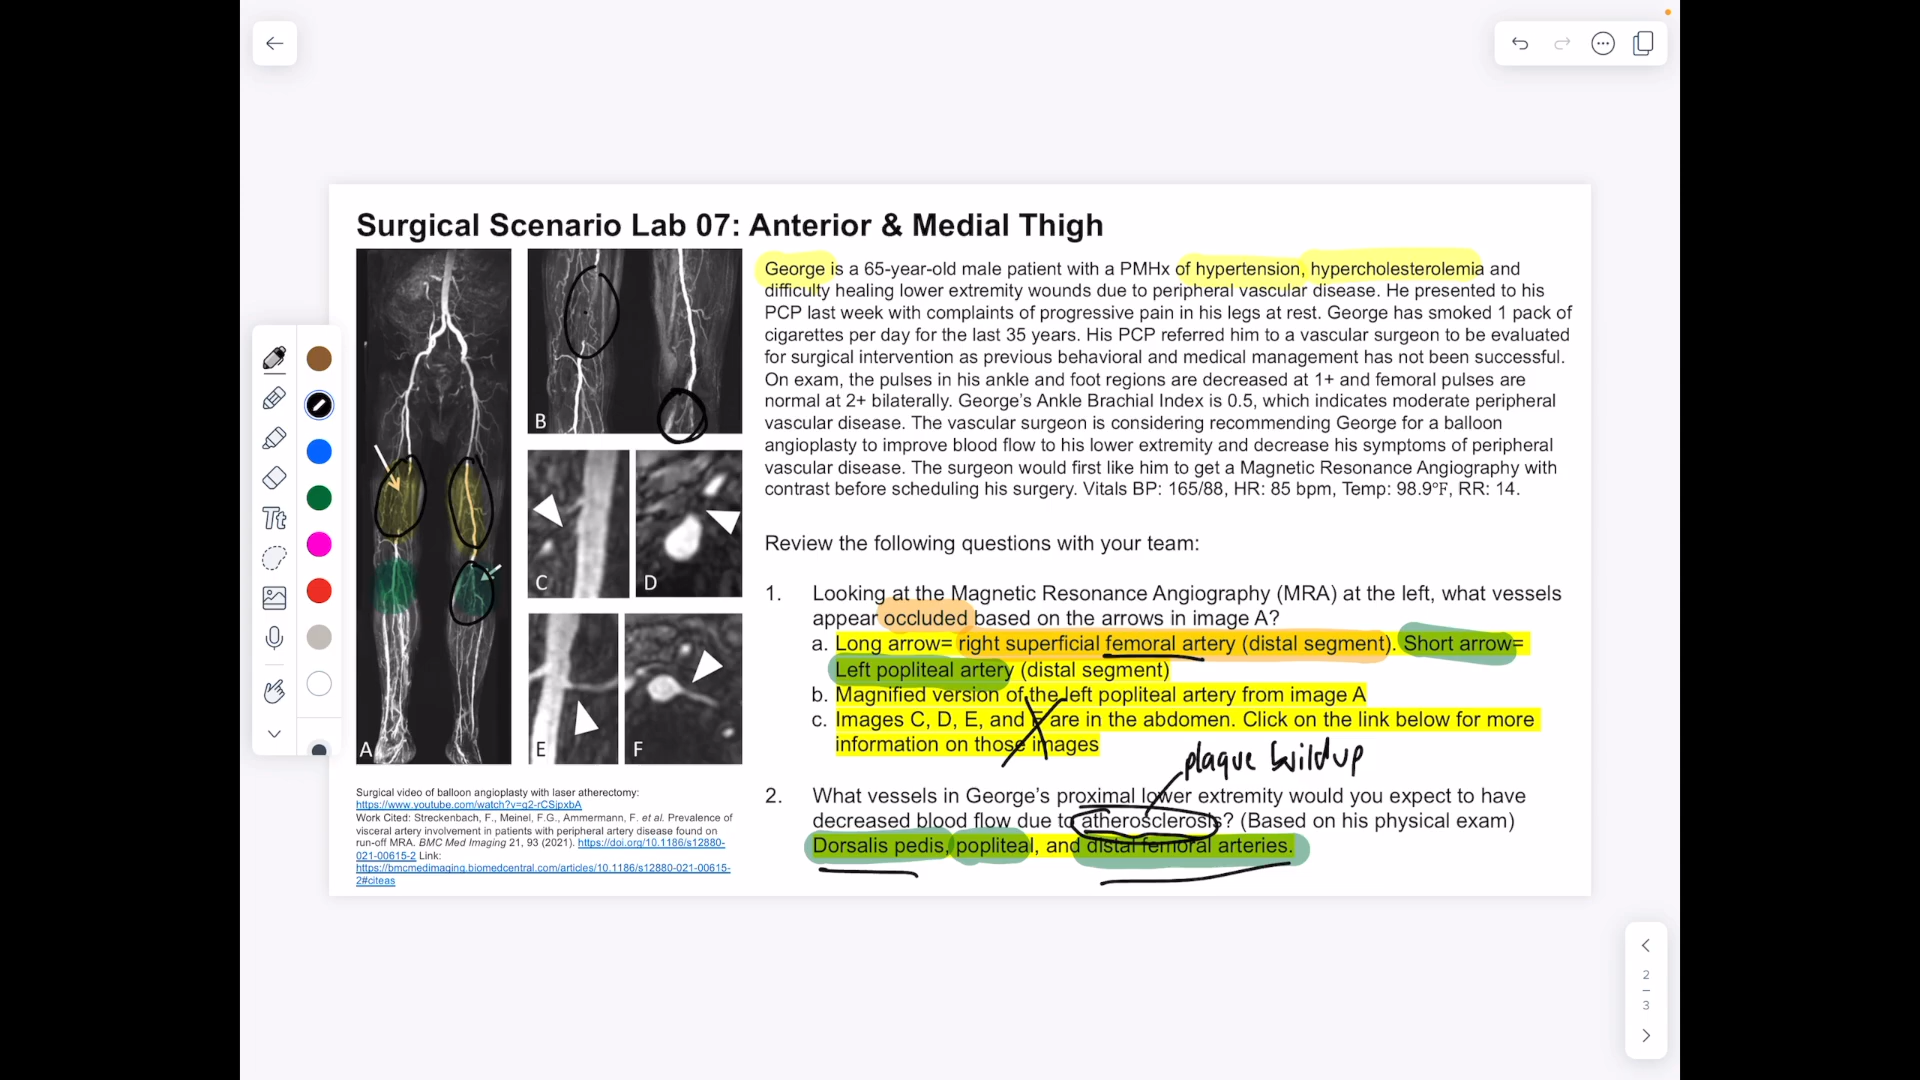 Surgical Scenario Lab 07: Anterior & Medial Thigh
A
B
C
D
E
F
George is a 65-year-old male patient with a PMHx of hypertension, hypercholesterolemia and
difficulty healing lower extremity wounds due to peripheral vascular disease. He presented to his
PCP last week with complaints of progressive pain in his legs at rest. George has smoked 1 pack of
cigarettes per day for the last 35 years. His PCP referred him to a vascular surgeon to be evaluated
for surgical intervention as previous behavioral and medical management has not been successful.
On exam, the pulses in his ankle and foot regions are decreased at 1+ and femoral pulses are
normal at 2+ bilaterally. George's Ankle Brachial Index is 0.5, which indicates moderate peripheral
vascular disease. The vascular surgeon is considering recommending George for a balloon
angioplasty to improve blood flow to his lower extremity and decrease his symptoms of peripheral
vascular disease. The surgeon would first like him to get a Magnetic Resonance Angiography with
contrast before scheduling his surgery. Vitals BP: 165/88, HR: 85 bpm, Temp: 98.9°F, RR: 14.
Review the following questions with your team:
1. Looking at the Magnetic Resonance Angiography (MRA) at the left, what vessels
appear occluded based on the arrows in image A?
a. Long arrow= right superficial femoral artery (distal segment). Short arrow=
Left popliteal artery (distal segment)
b. Magnified version of the left popliteal artery from image A
c. Images C, D, E, and F are in the abdomen. Click on the link below for more
information on those images
plaque buildup
2. What vessels in George's proximal lower extremity would you expect to have
decreased blood flow due to atherosclerosis? (Based on his physical exam)
Dorsalis pedis, popliteal, and distal femoral arteries.
Surgical video of balloon angioplasty with laser atherectomy:
https://www.youtube.com/watch?v=g2-rCSjpxbA
Work Cited: Streckenbach, F., Meinel, F.G., Ammermann, F. et al. Prevalence of
visceral artery involvement in patients with peripheral artery disease found on
run-off MRA. BMC Med Imaging 21, 93 (2021). https://doi.org/10.1186/s12880-
021-00615-2 Link:
https://bmcmedimaging.biomedcentral.com/articles/10.1186/s12880-021-00615-
2#citeas
Tt
2
3